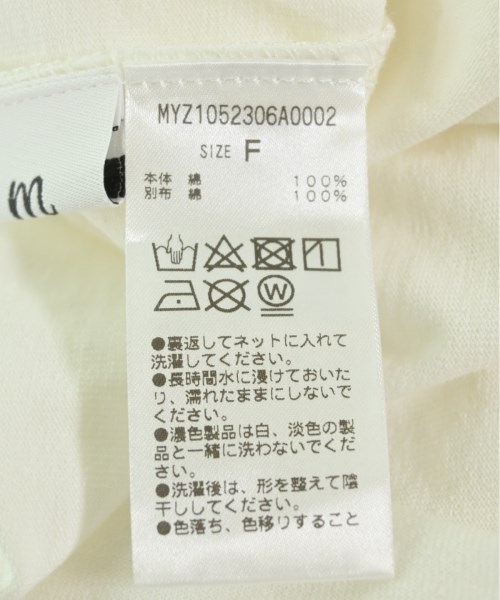 MYZ1052306A0002
SIZE F
本体 綿 100%
別布 綿 100%
W
m
●裏返してネットに入れて
洗濯してください。
●長時間水に浸けておいた
り、濡れたままにしないで
ください。
●濃色製品は白、淡色の製
品と一緒に洗わないでくだ
さい。
●洗濯後は、形を整えて陰
干ししてください。
●色落ち、色移りすること